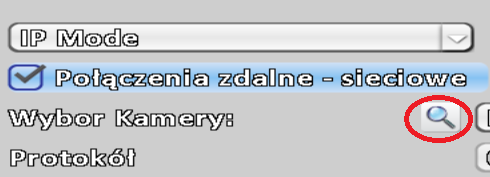 IP Mode
Połączenia zdalne - sieciowe
Wybor Kamery:
Protokół